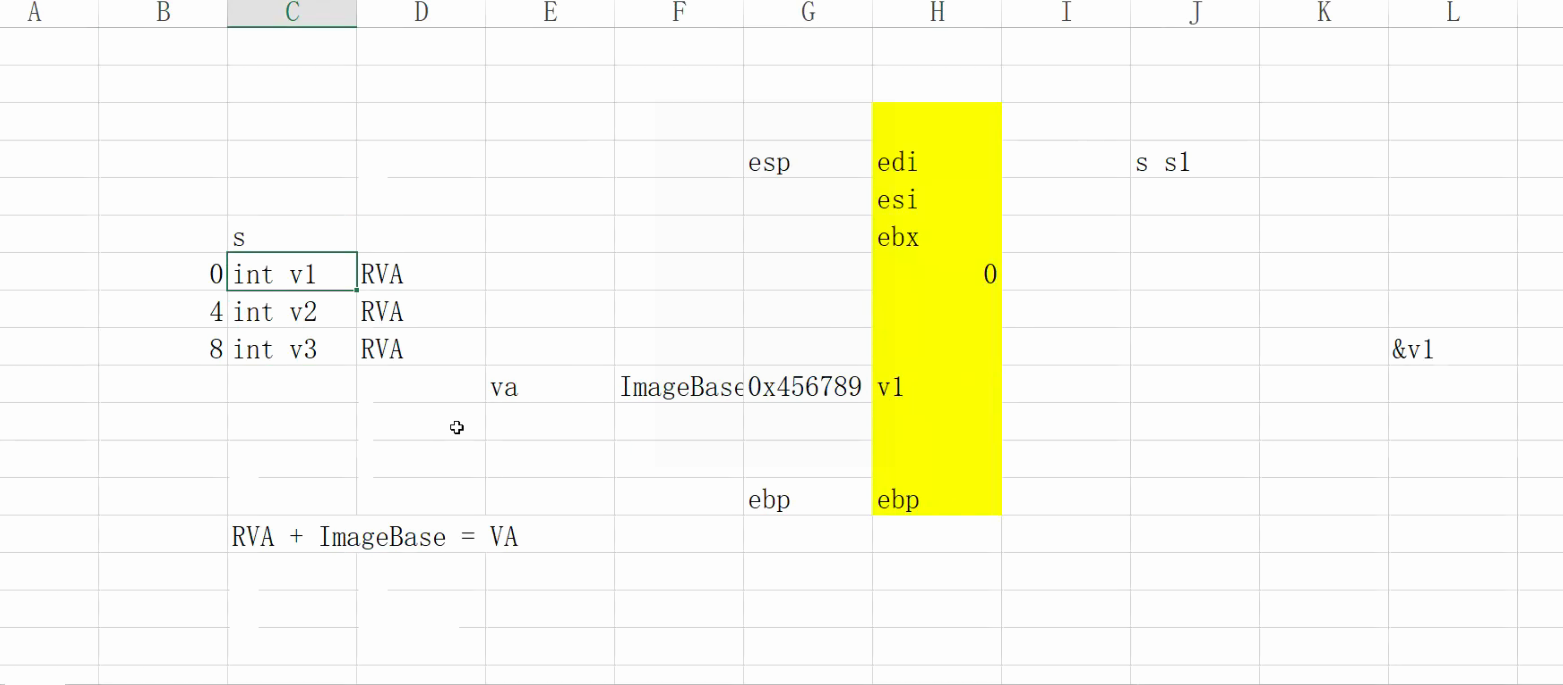 A B C D E F G H I J K L
esp edi s s1
esi
s ebx
0 int v1 RVA 0
4 int v2 RVA
8 int v3 RVA &v1
va ImageBase 0x456789 v1
ebp ebp
RVA + ImageBase = VA